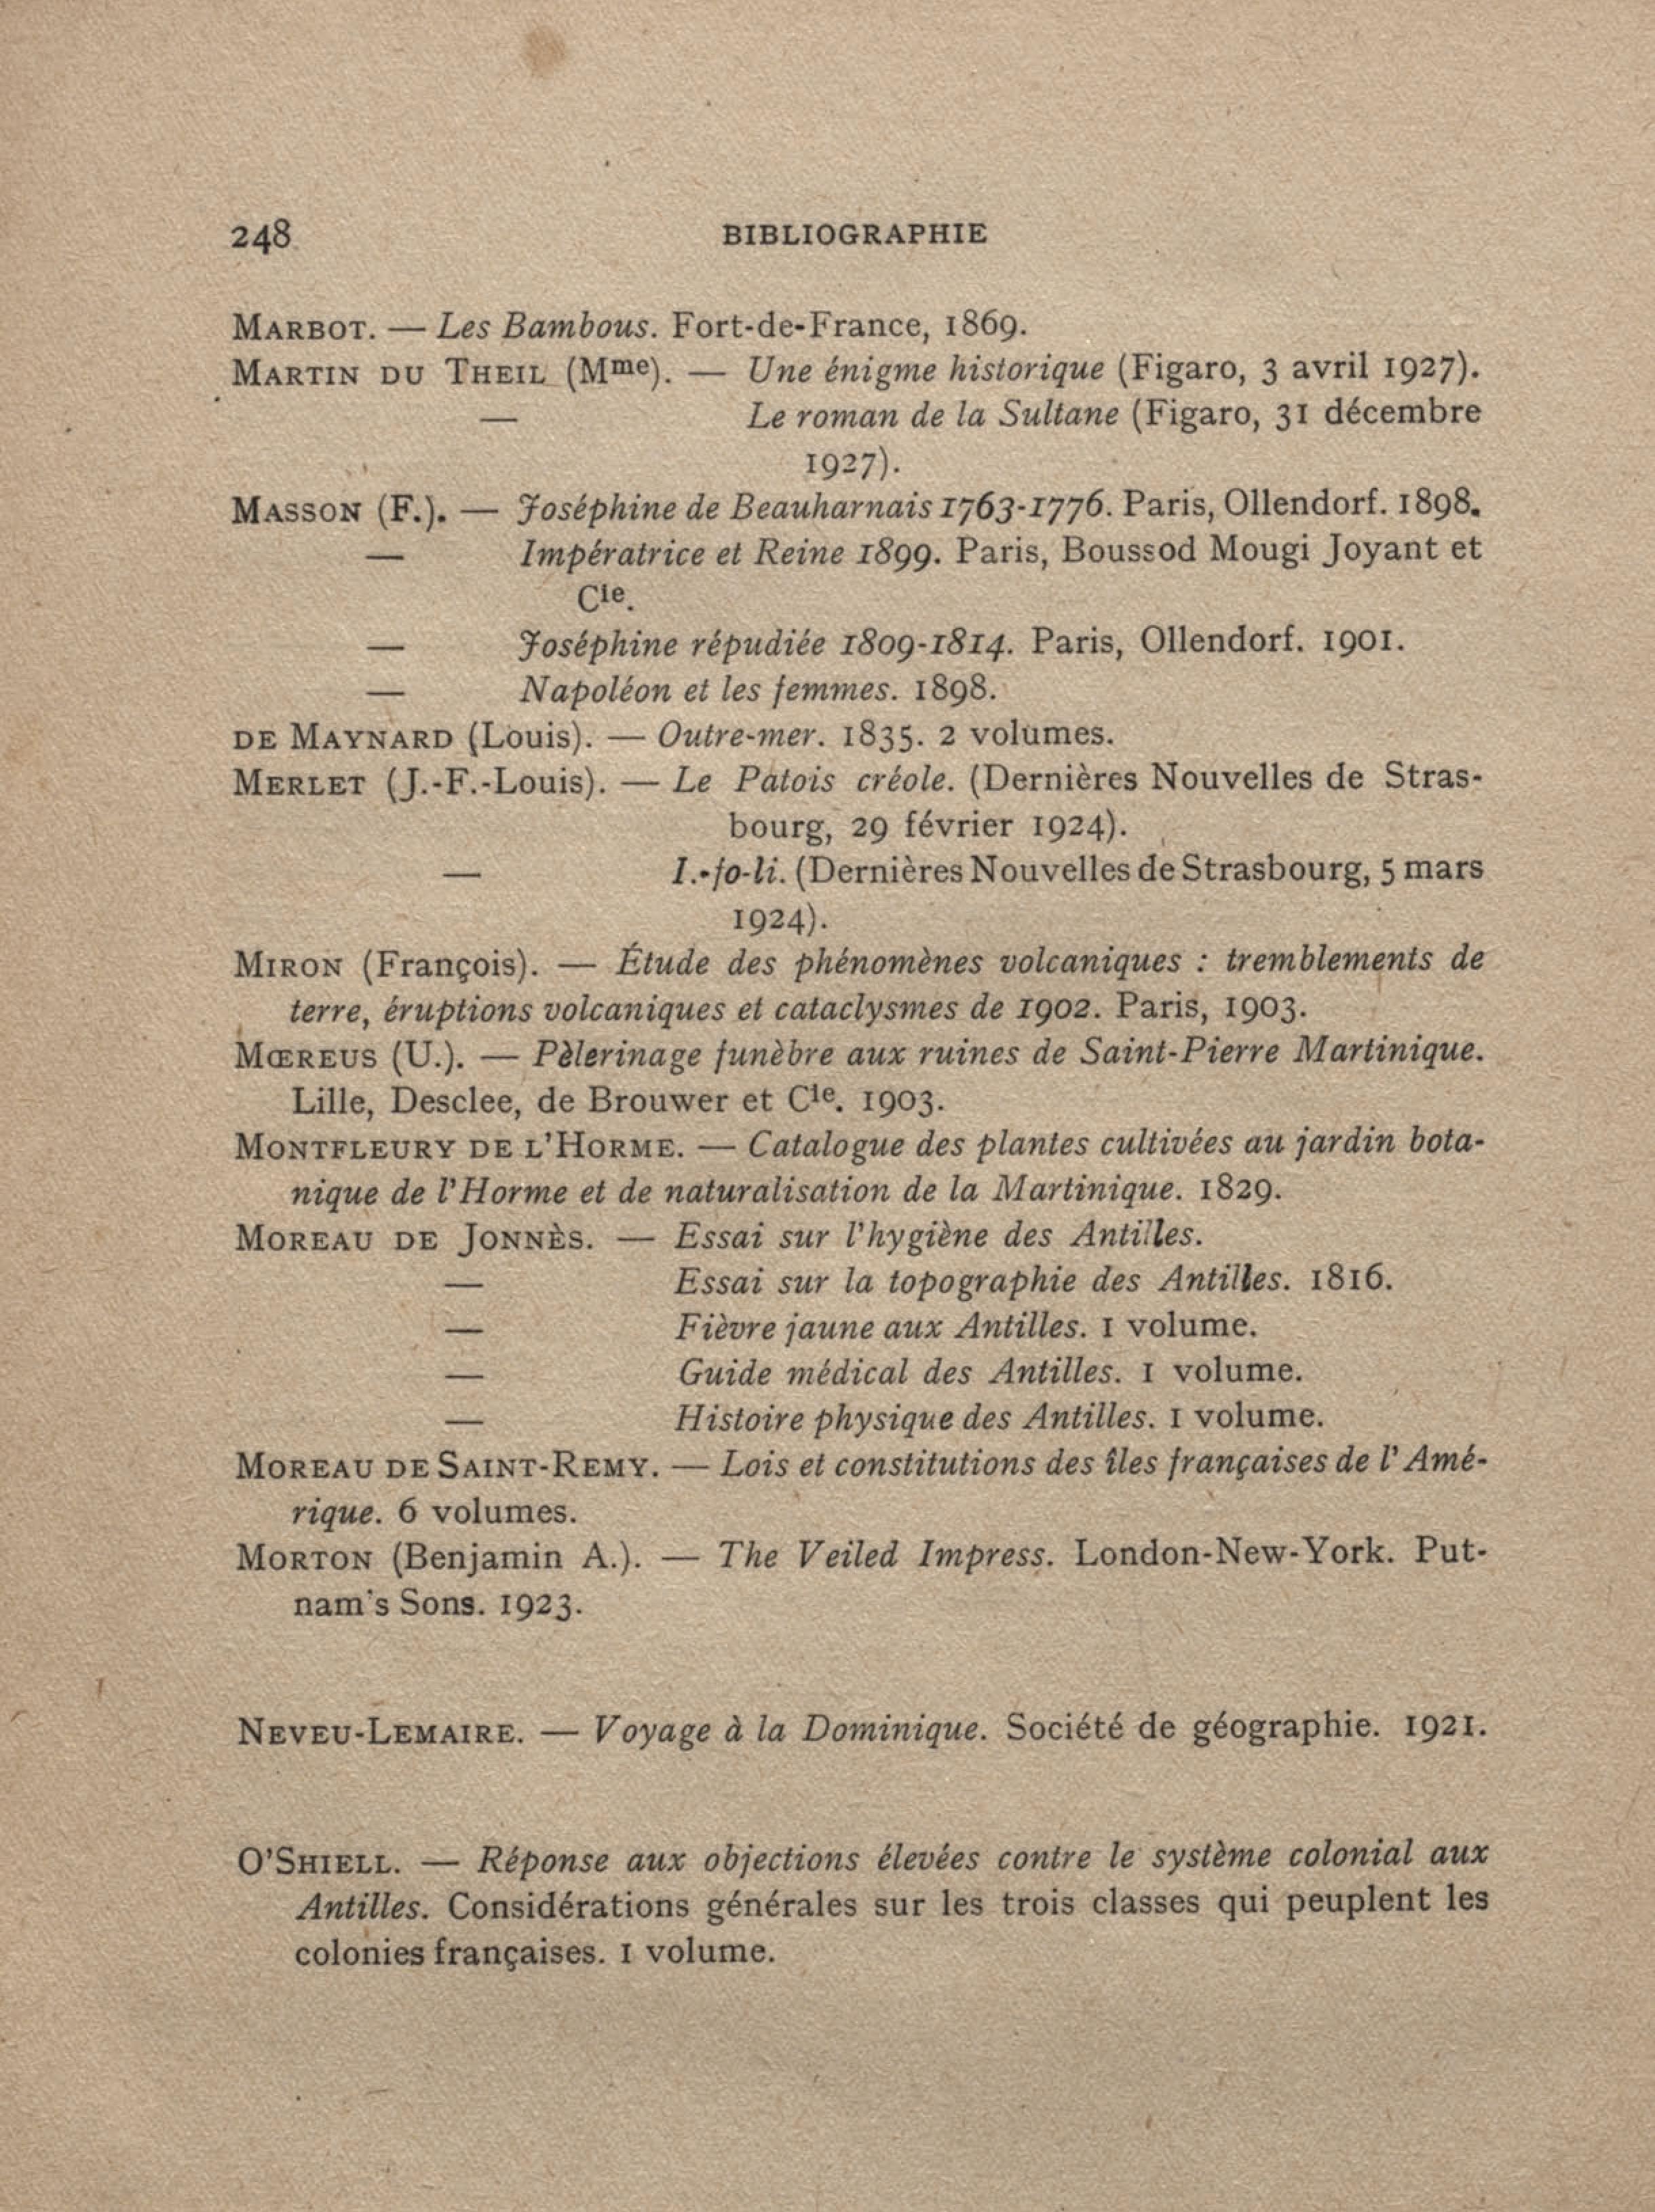 248
BIBLIOGRAPHIE
MARBOT. — Les Bambous. Fort-de-France, 1869.
MARTIN DU THEIL (Mme). — Une énigme historique (Figaro, 3 avril 1927).
— Le roman de la Sultane (Figaro, 31 décembre
1927).
MASSON (F.). — Joséphine de Beauharnais 1763-1776. Paris, Ollendorf. 1898.
— Impératrice et Reine 1899. Paris, Boussod Mougi Joyant et
Cie.
— Joséphine répudiée 1809-1814. Paris, Ollendorf. 1901.
— Napoléon et les femmes. 1898.
DE MAYNARD (Louis). — Outre-mer. 1835. 2 volumes.
MERLET (J.-F.-Louis). — Le Patois créole. (Dernières Nouvelles de Stras-
bourg, 29 février 1924).
— I.-fo-li. (Dernières Nouvelles de Strasbourg, 5 mars
1924).
MIRON (François). — Étude des phénomènes volcaniques : tremblements de
terre, éruptions volcaniques et cataclysmes de 1902. Paris, 1903.
MŒREUS (U.). — Pèlerinage funèbre aux ruines de Saint-Pierre Martinique.
Lille, Desclee, de Brouwer et Cie. 1903.
MONTFLEURY DE L'HORME. — Catalogue des plantes cultivées au jardin bota-
nique de l'Horme et de naturalisation de la Martinique. 1829.
MOREAU DE JONNÈS. — Essai sur l'hygiène des Antilles.
— Essai sur la topographie des Antilles. 1816.
— Fièvre jaune aux Antilles. 1 volume.
— Guide médical des Antilles. 1 volume.
— Histoire physique des Antilles. 1 volume.
MOREAU DE SAINT-REMY. — Lois et constitutions des îles françaises de l'Amé-
rique. 6 volumes.
MORTON (Benjamin A.). — The Veiled Impress. London-New-York. Put-
nam's Sons. 1923.
NEVEU-LEMAIRE. — Voyage à la Dominique. Société de géographie. 1921.
O'SHIELL. — Réponse aux objections élevées contre le système colonial aux
Antilles. Considérations générales sur les trois classes qui peuplent les
colonies françaises. 1 volume.